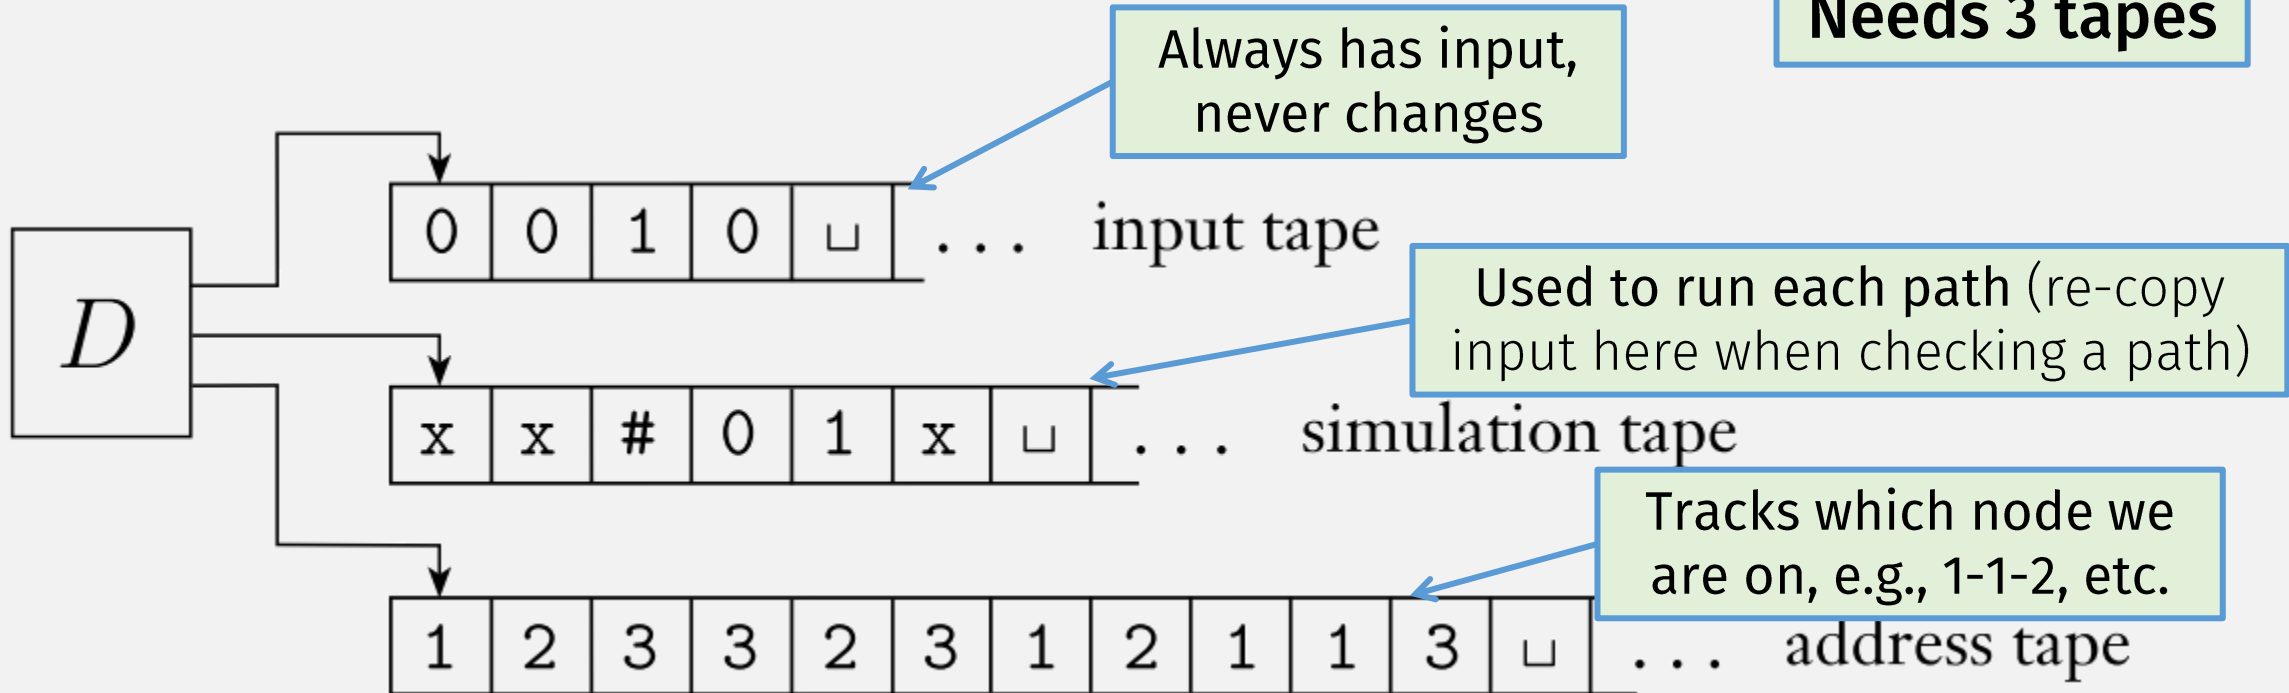 Needs 3 tapes
Always has input,
never changes
0 0 1 0 ␣ ... input tape
Used to run each path (re-copy
input here when checking a path)
D
x x # 0 1 x ␣ ... simulation tape
Tracks which node we
are on, e.g., 1-1-2, etc.
1 2 3 3 2 3 1 2 1 1 3 ␣ ... address tape